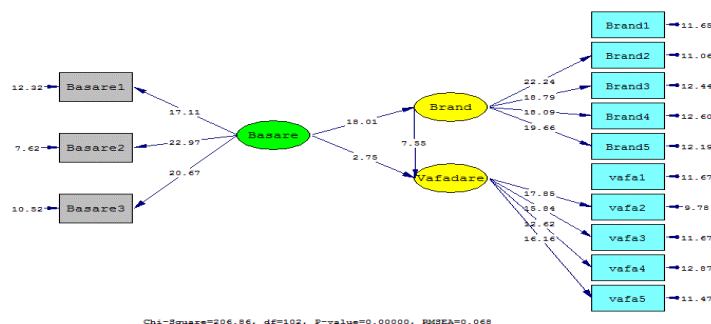 Brand1 11.65
Brand2 11.06
Brand3 12.44
Brand4 12.60
Brand5 12.19
vafa1 11.67
vafa2 9.78
vafa3 11.67
vafa4 12.87
vafa5 11.47
12.32 Basare1
7.62 Basare2
10.52 Basare3
17.11
22.97
20.67
Basare
18.01
2.75
Brand
7.55
Vafadare
22.24
18.79
18.09
19.66
17.85
15.84
12.62
16.16
Chi-Square=206.86, df=102, P-value=0.00000, RMSEA=0.068